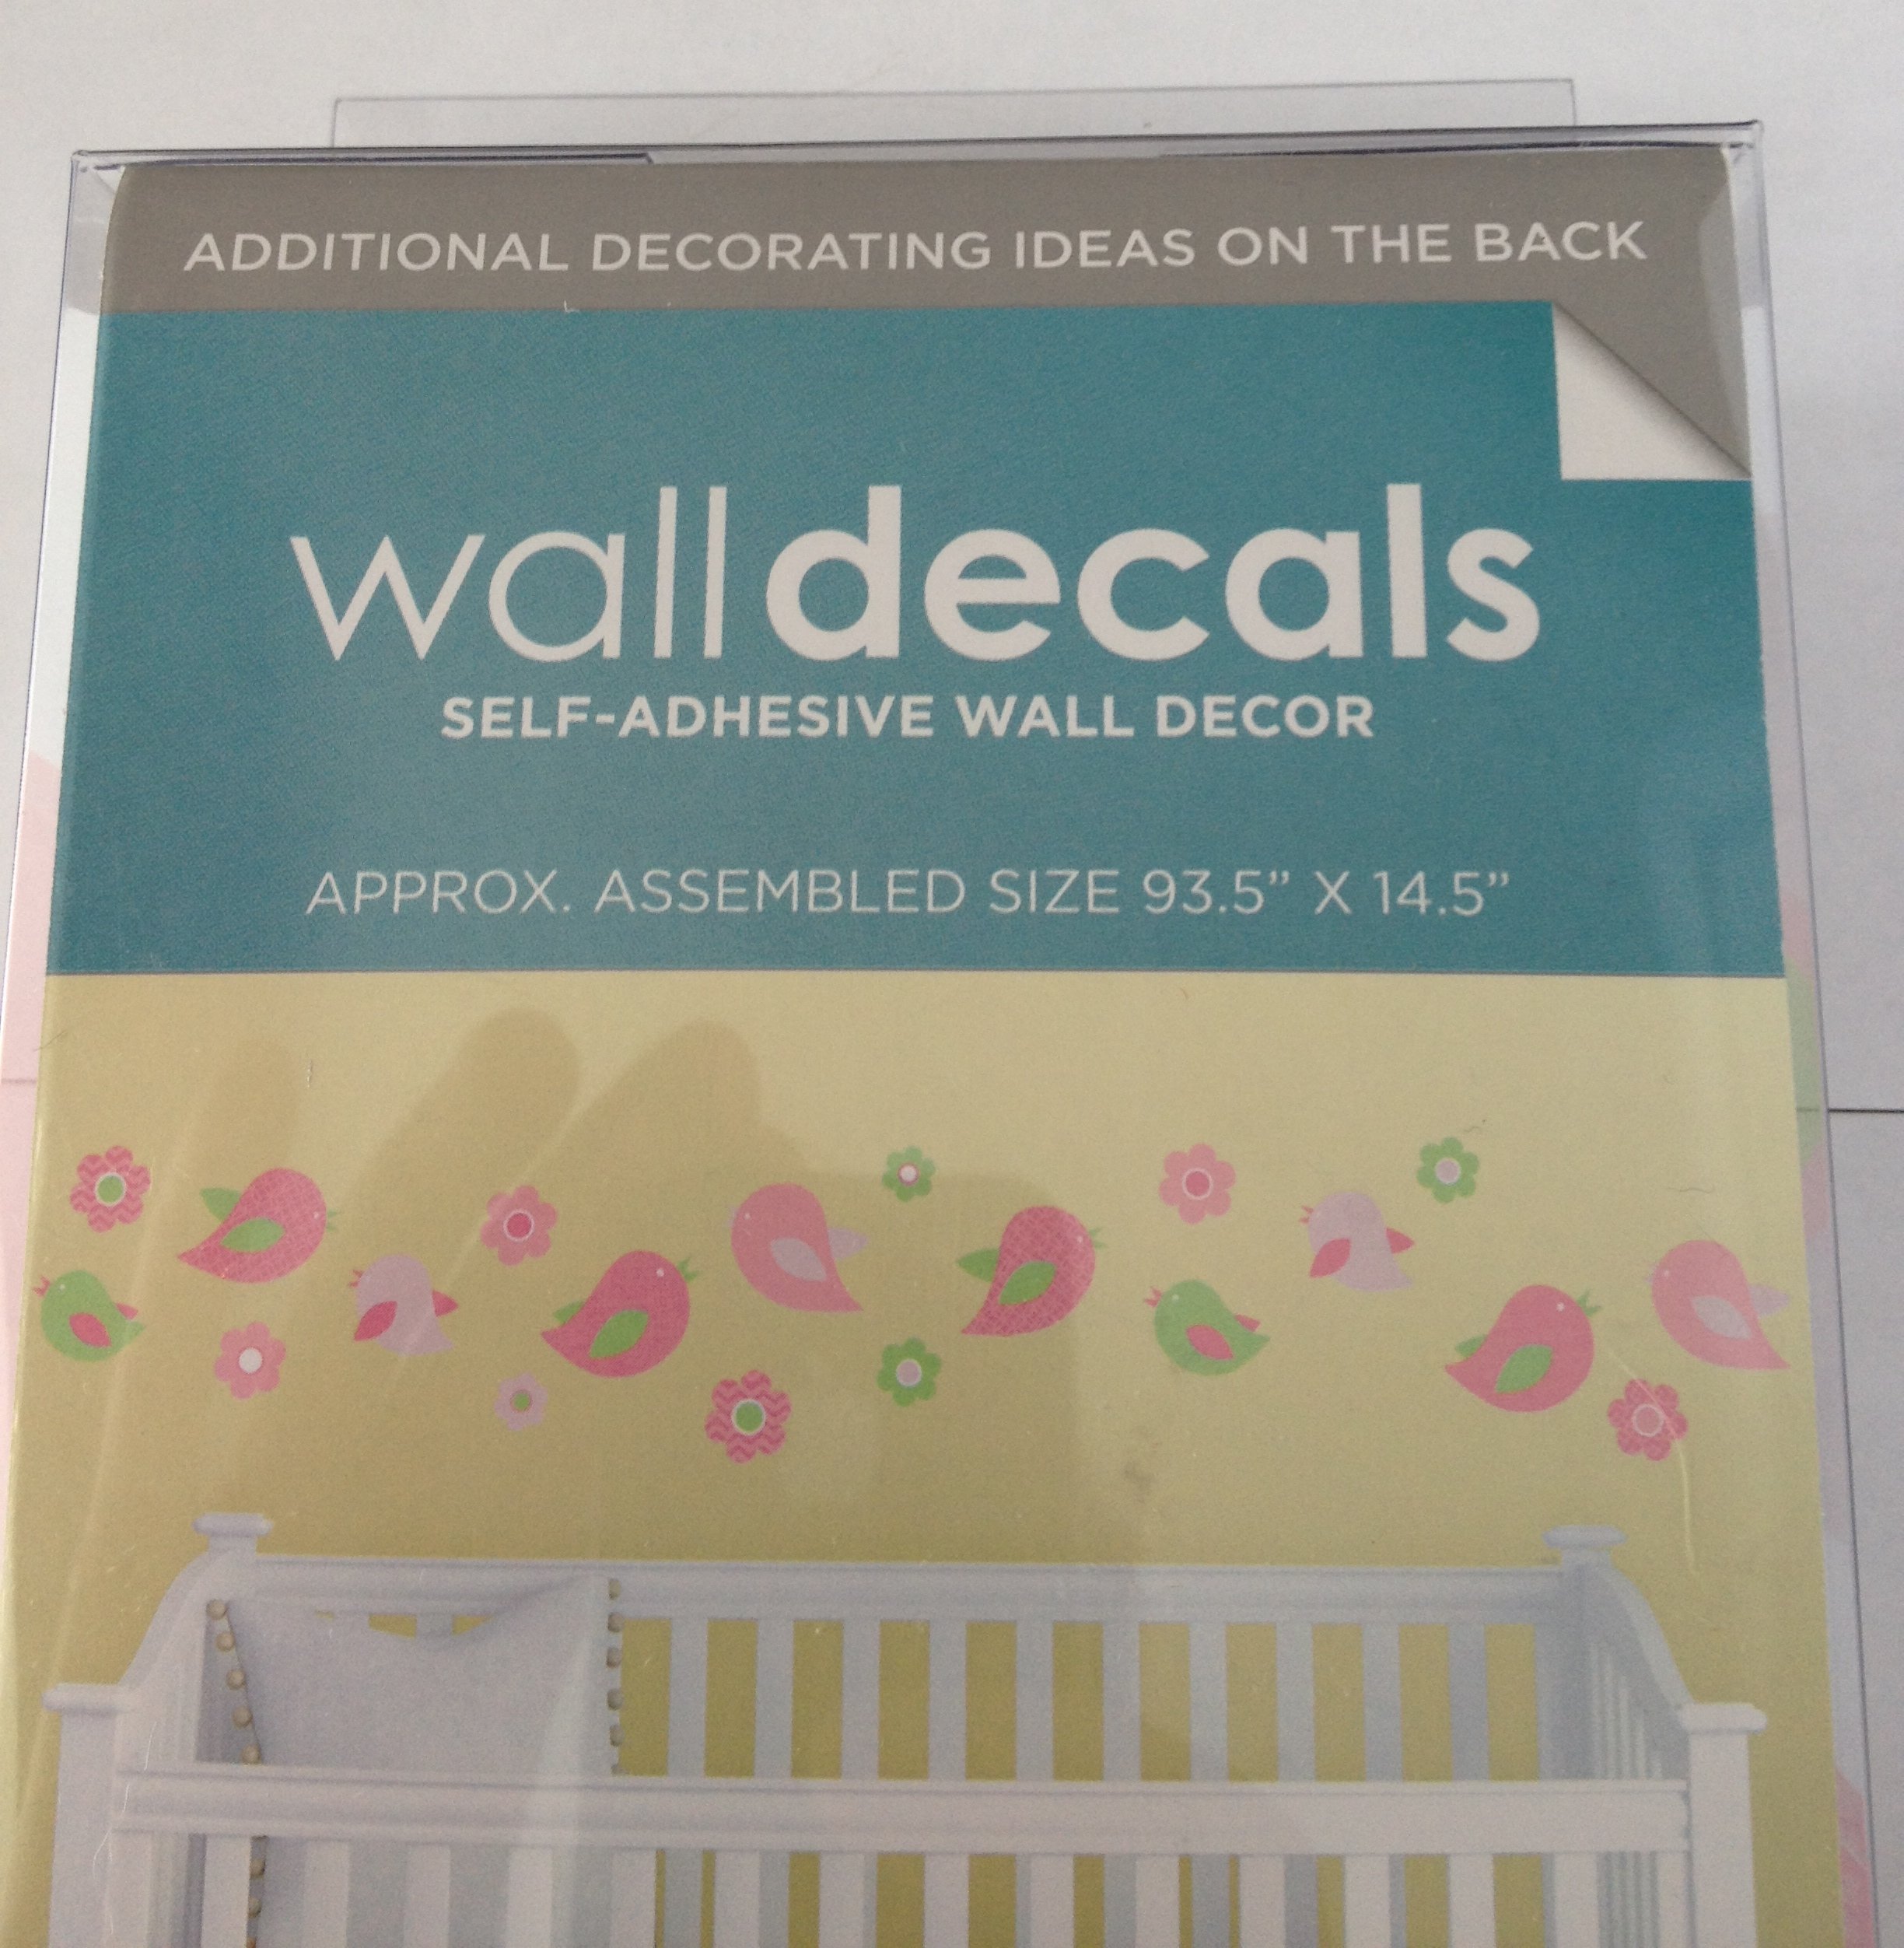 ADDITIONAL DECORATING IDEAS ON THE BACK
walldecals
SELF-ADHESIVE WALL DECOR
APPROX. ASSEMBLED SIZE 93.5” X 14.5”